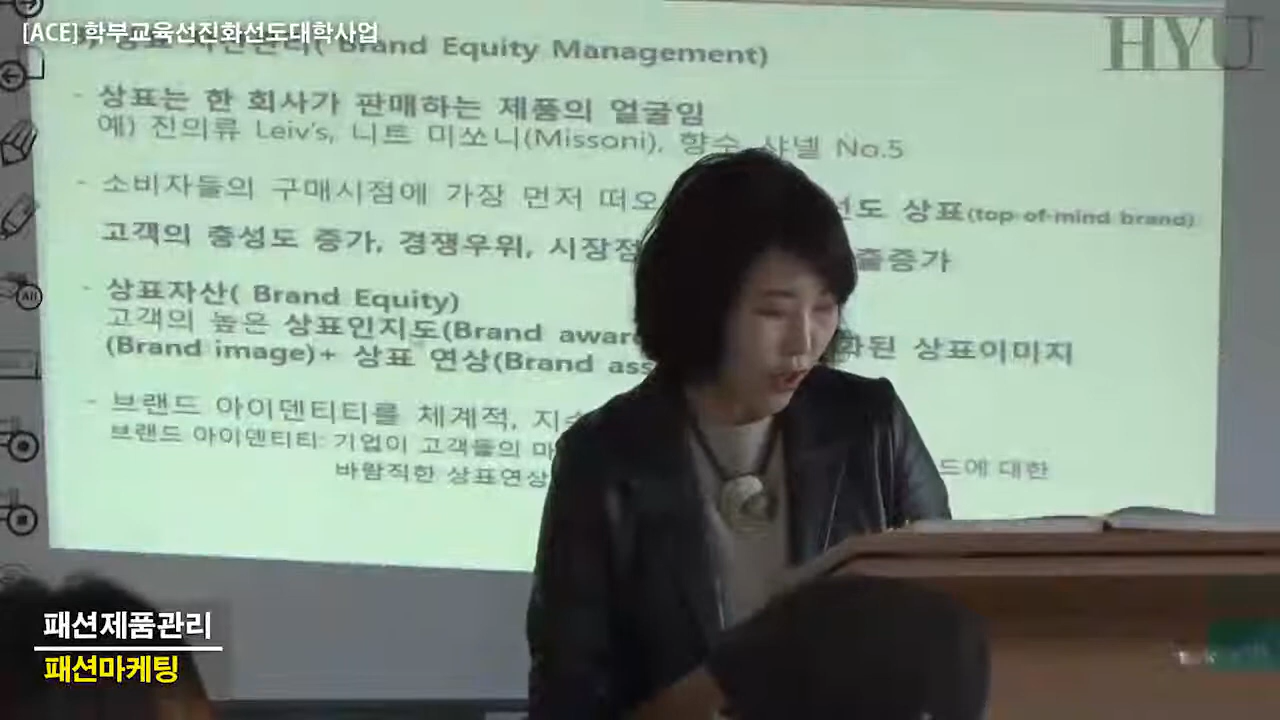 [ACE] 학부교육선진화선도대학사업
HYU
( Brand Equity Management)
- 상표는 한 회사가 판매하는 제품의 얼굴임
예) 진의류 Leiv's, 니트 미쏘니(Missoni), 향수 샤넬 No.5
- 소비자들의 구매시점에 가장 먼저 떠오 선도 상표(top-of-mind brand)
고객의 충성도 증가, 경쟁우위, 시장점 출증가
- 상표자산( Brand Equity)
고객의 높은 상표인지도(Brand awar 화된 상표이미지
(Brand image)+ 상표 연상(Brand ass
- 브랜드 아이덴티티를 체계적, 지속
브랜드 아이덴티티: 기업이 고객들의 마
바람직한 상표연상 드에 대한
All
패션제품관리
패션마케팅